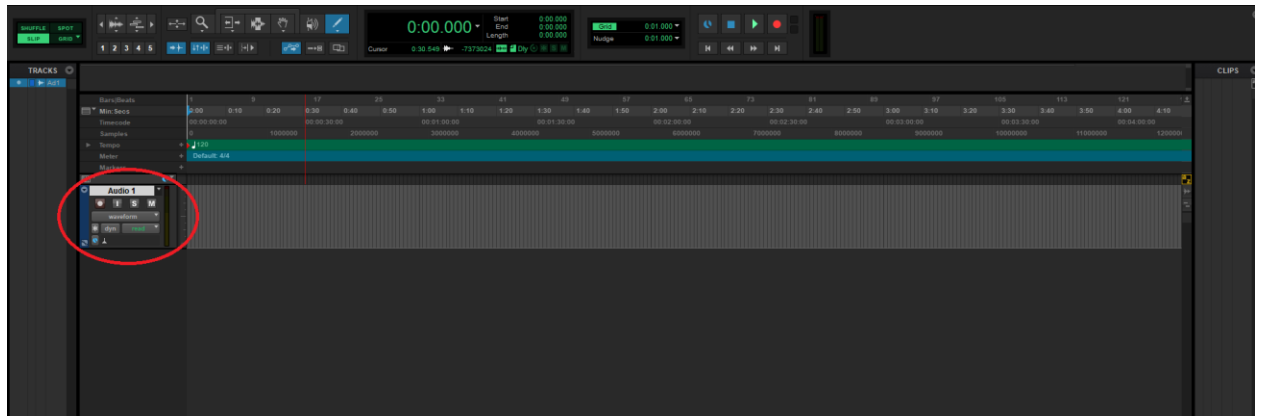 SHUFFLE SPOT
SLIP GRID
1 2 3 4 5
0:00.000
Start 0:00.000
End 0:00.000
Length 0:00.000
Cursor 0:30.549 -7373024 Dly
Grid 0:01.000
Nudge 0:01.000
TRACKS
CLIPS
Ad1
Bars|Beats 1 9 17 25 33 41 49 57 65 73 81 89 97 105 113 121
Min:Secs 0:00 0:10 0:20 0:30 0:40 0:50 1:00 1:10 1:20 1:30 1:40 1:50 2:00 2:10 2:20 2:30 2:40 2:50 3:00 3:10 3:20 3:30 3:40 3:50 4:00 4:10
Timecode 00:00:00:00 00:00:30:00 00:01:00:00 00:01:30:00 00:02:00:00 00:02:30:00 00:03:00:00 00:03:30:00 00:04:00:00
Samples 0 1000000 2000000 3000000 4000000 5000000 6000000 7000000 8000000 9000000 10000000 11000000
Tempo 120
Meter Default: 4/4
Markers
Audio 1
I S M
waveform
dyn read